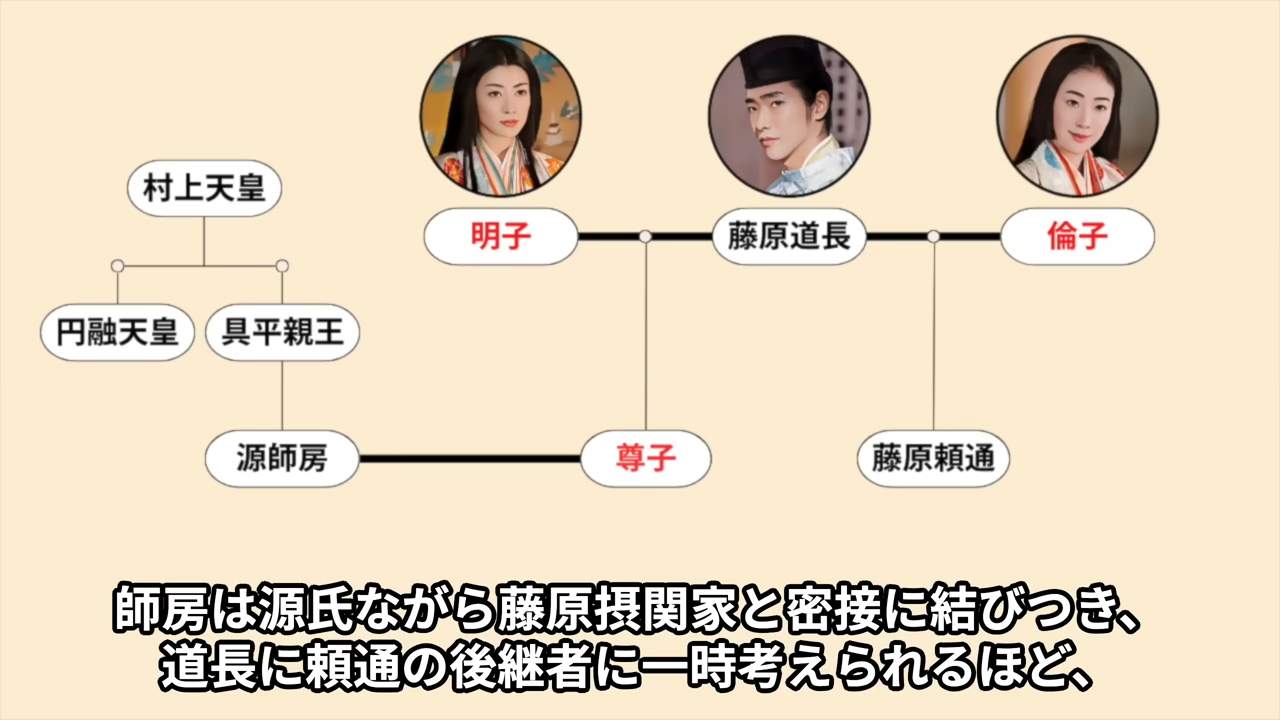 村上天皇
明子
藤原道長
倫子
円融天皇
具平親王
源師房
尊子
藤原頼通
師房は源氏ながら藤原摂関家と密接に結びつき、
道長に頼通の後継者に一時考えられるほど、